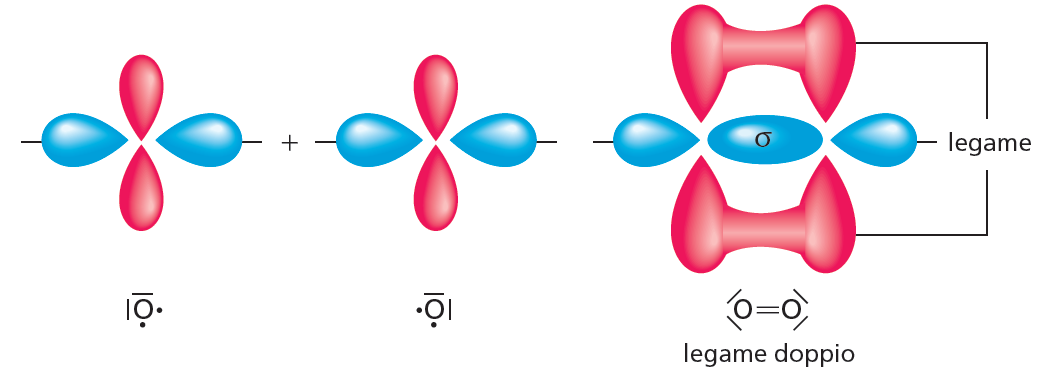 +
σ
legame
|O̅·
·O̅|
O=O
legame doppio